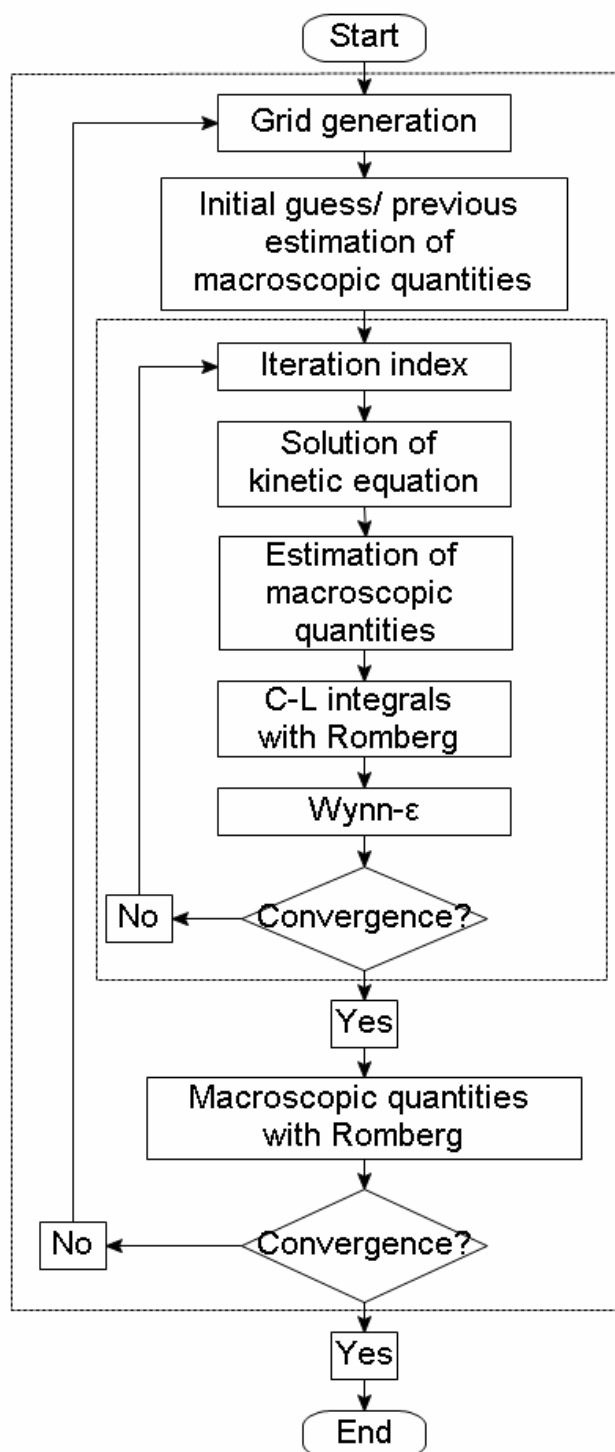 Start
Grid generation
Initial guess/ previous
estimation of
macroscopic quantities
Iteration index
Solution of
kinetic equation
Estimation of
macroscopic
quantities
C-L integrals
with Romberg
Wynn-ε
Convergence?
No
Yes
Macroscopic quantities
with Romberg
Convergence?
No
Yes
End